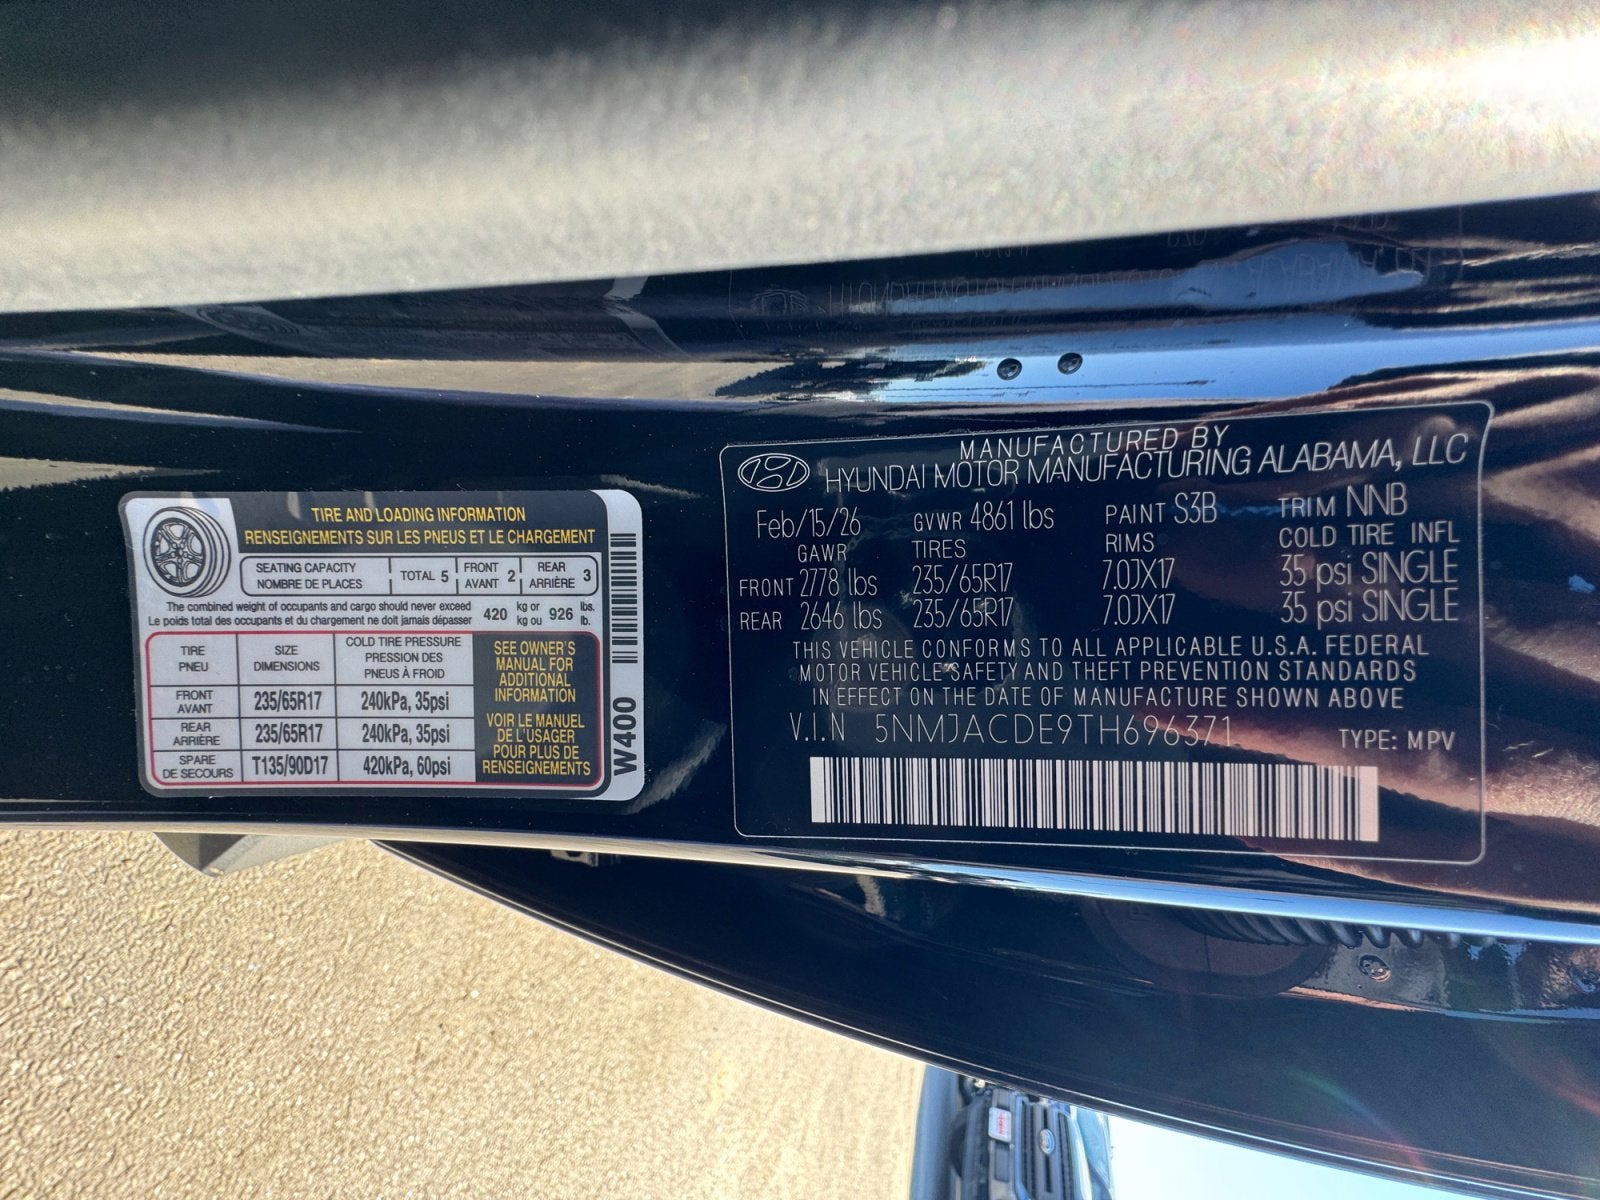 TIRE AND LOADING INFORMATION
RENSEIGNEMENTS SUR LES PNEUS ET LE CHARGEMENT
SEATING CAPACITY
NOMBRE DE PLACES
TOTAL 5
FRONT
AVANT 2
REAR
ARRIÈRE 3
The combined weight of occupants and cargo should never exceed
Le poids total des occupants et du chargement ne doit jamais dépasser
420 kg or
kg ou 926 lbs.
lb.
TIRE
PNEU
SIZE
DIMENSIONS
COLD TIRE PRESSURE
PRESSION DES
PNEUS À FROID
FRONT
AVANT
235/65R17
240kPa, 35psi
REAR
ARRIÈRE
235/65R17
240kPa, 35psi
SPARE
DE SECOURS
T135/90D17
420kPa, 60psi
SEE OWNER'S
MANUAL FOR
ADDITIONAL
INFORMATION
VOIR LE MANUEL
DE L'USAGER
POUR PLUS DE
RENSEIGNEMENTS
W400
MANUFACTURED BY
HYUNDAI MOTOR MANUFACTURING ALABAMA, LLC
Feb/15/26 GVWR 4861 lbs PAINT S3B TRIM NNB
GAWR TIRES RIMS COLD TIRE INFL
FRONT 2778 lbs 235/65R17 7.0JX17 35 psi SINGLE
REAR 2646 lbs 235/65R17 7.0JX17 35 psi SINGLE
THIS VEHICLE CONFORMS TO ALL APPLICABLE U.S.A. FEDERAL
MOTOR VEHICLE SAFETY AND THEFT PREVENTION STANDARDS
IN EFFECT ON THE DATE OF MANUFACTURE SHOWN ABOVE
V.I.N 5NMJACDE9TH696371 TYPE: MPV